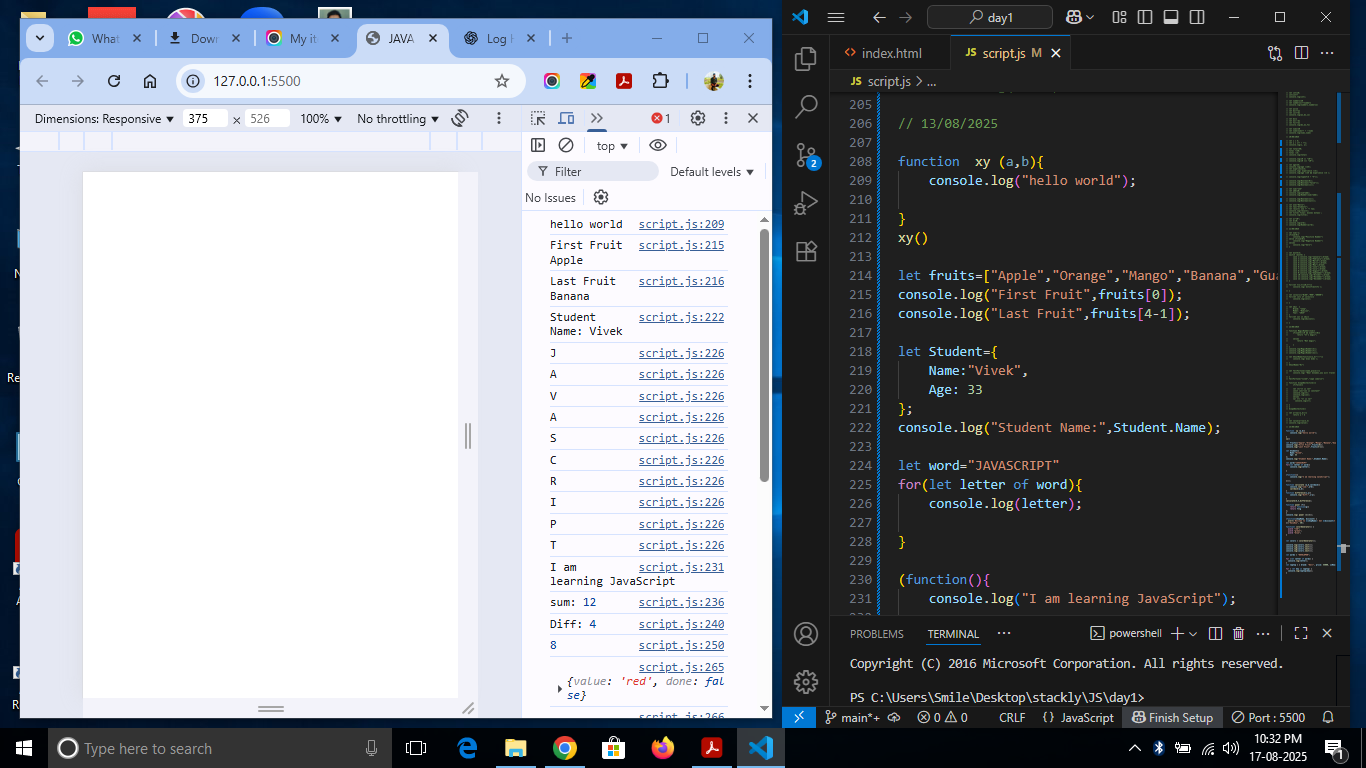 What
Down
My it
JAVA
Log
127.0.0.1:5500
Dimensions: Responsive 375 × 526 100% No throttling
1
top
Filter
Default levels
No Issues
hello world script.js:209
First Fruit script.js:215
Apple
Last Fruit script.js:216
Banana
Student script.js:222
Name: Vivek
J script.js:226
A script.js:226
V script.js:226
A script.js:226
S script.js:226
C script.js:226
R script.js:226
I script.js:226
P script.js:226
T script.js:226
I am script.js:231
learning JavaScript
sum: 12 script.js:236
Diff: 4 script.js:240
8 script.js:250
script.js:265
{value: 'red', done: fal
se}
script.js:266
day1
index.html
JS script.js M
JS script.js > ...
205
206 // 13/08/2025
207
208 function xy (a,b){
209 console.log("hello world");
210
211 }
212 xy()
213
214 let fruits=["Apple","Orange","Mango","Banana","Gua
215 console.log("First Fruit",fruits[0]);
216 console.log("Last Fruit",fruits[4-1]);
217
218 let Student={
219 Name:"Vivek",
220 Age: 33
221 };
222 console.log("Student Name:",Student.Name);
223
224 let word="JAVASCRIPT"
225 for(let letter of word){
226 console.log(letter);
227
228 }
229
230 (function(){
231 console.log("I am learning JavaScript");
2
PROBLEMS TERMINAL ... powershell
Copyright (C) 2016 Microsoft Corporation. All rights reserved.
PS C:\Users\Smile\Desktop\stackly\JS\day1>
main*+ 0 0 CRLF {} JavaScript Finish Setup Port : 5500
Type here to search
10:32 PM
17-08-2025
1